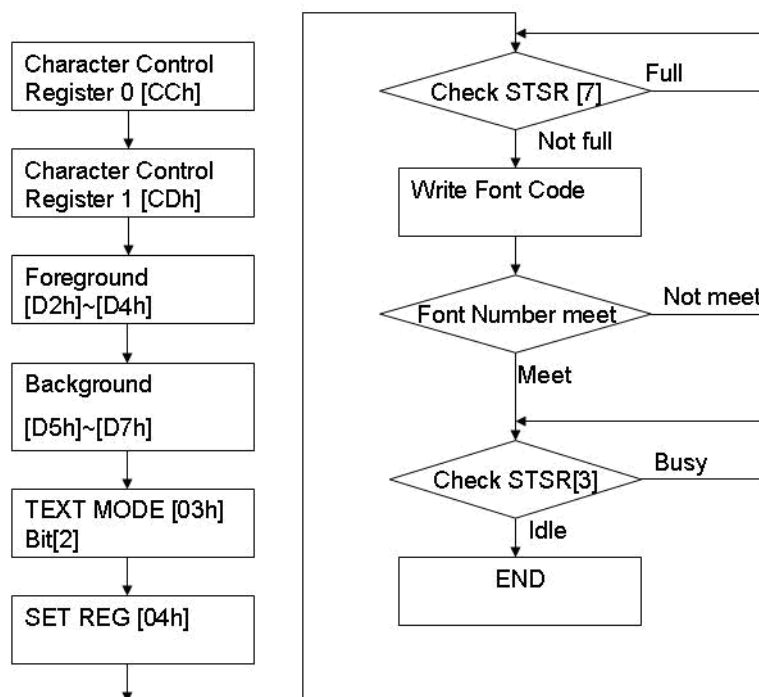 Character Control
Register 0 [CCh]
Character Control
Register 1 [CDh]
Foreground
[D2h]~[D4h]
Background
[D5h]~[D7h]
TEXT MODE [03h]
Bit[2]
SET REG [04h]
Check STSR [7]
Full
Not full
Write Font Code
Font Number meet
Not meet
Meet
Check STSR[3]
Busy
Idle
END